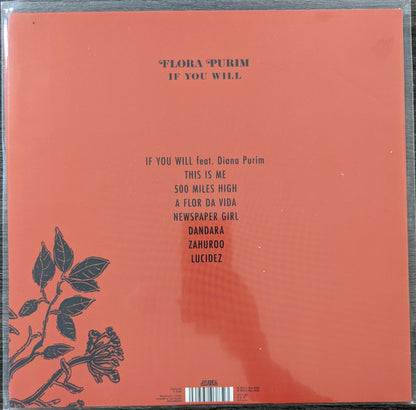 FLORA PURIM
IF YOU WILL
IF YOU WILL feat. Diana Purim
THIS IS ME
500 MILES HIGH
A FLOR DA VIDA
NEWSPAPER GIRL
DANDARA
ZAHUROO
LUCIDEZ